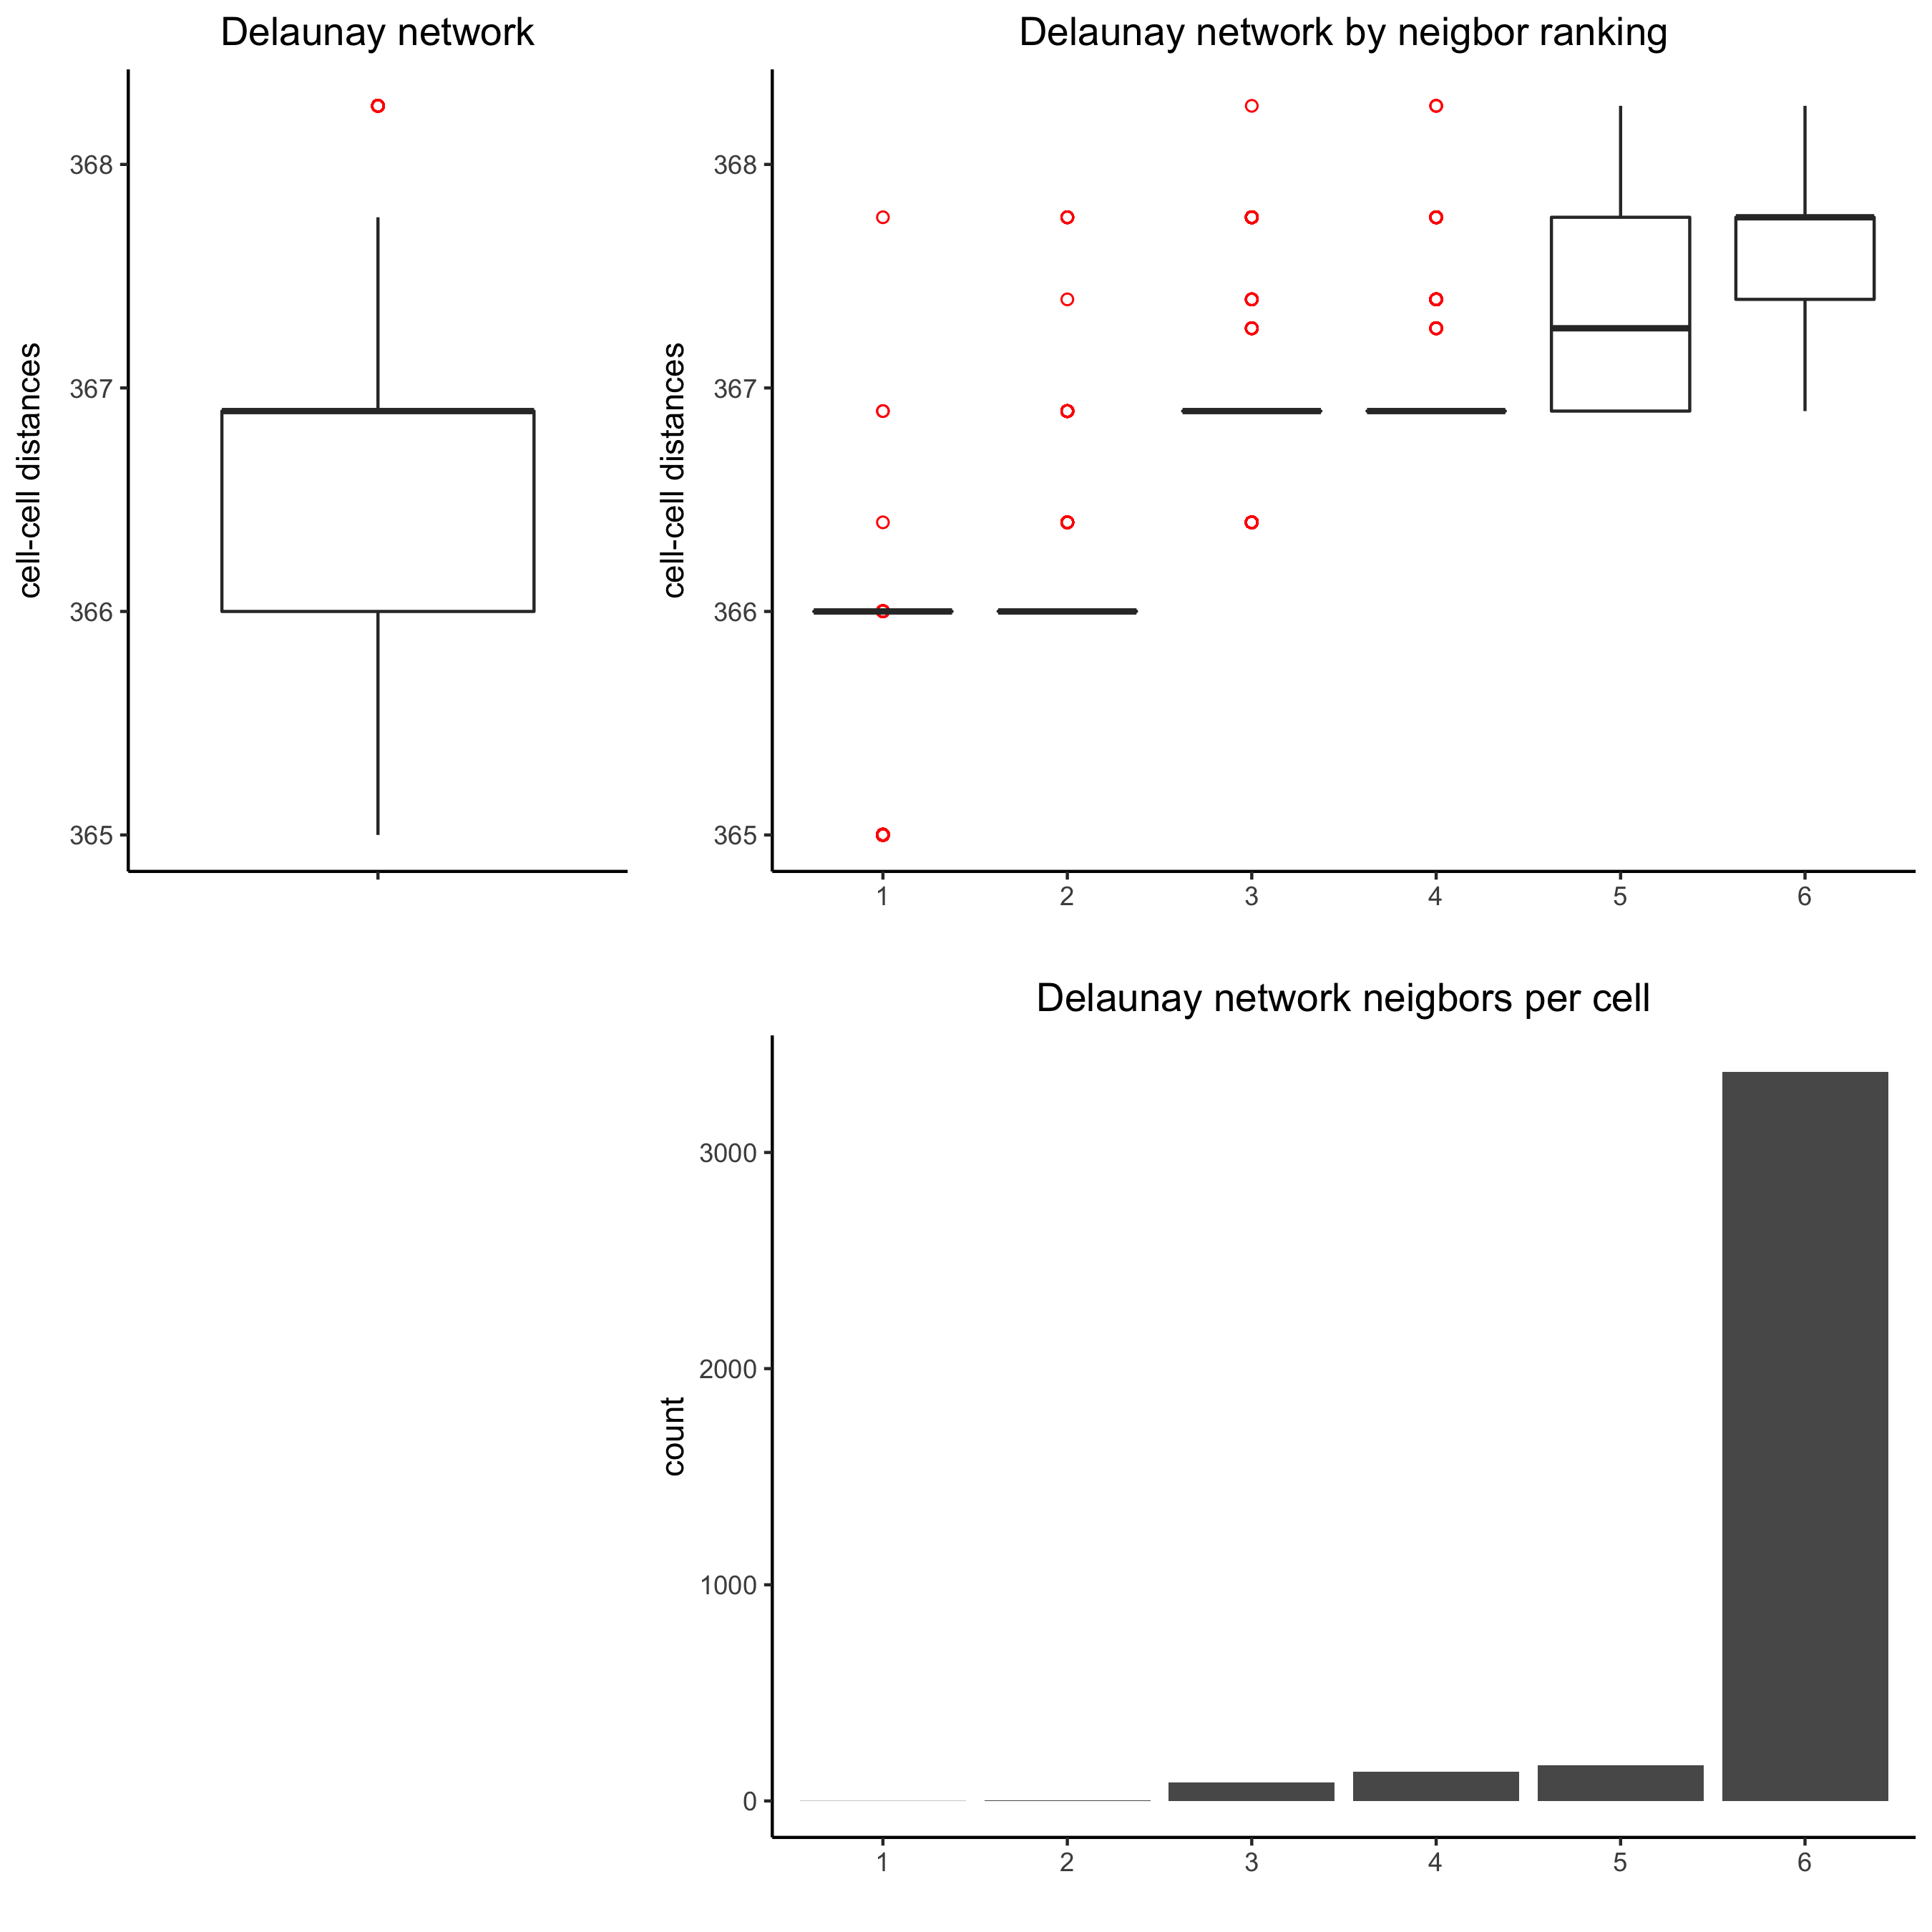 Delaunay network
cell-cell distances
368
367
366
365
Delaunay network by neigbor ranking
cell-cell distances
368
367
366
365
1 2 3 4 5 6
Delaunay network neigbors per cell
count
3000
2000
1000
0
1 2 3 4 5 6